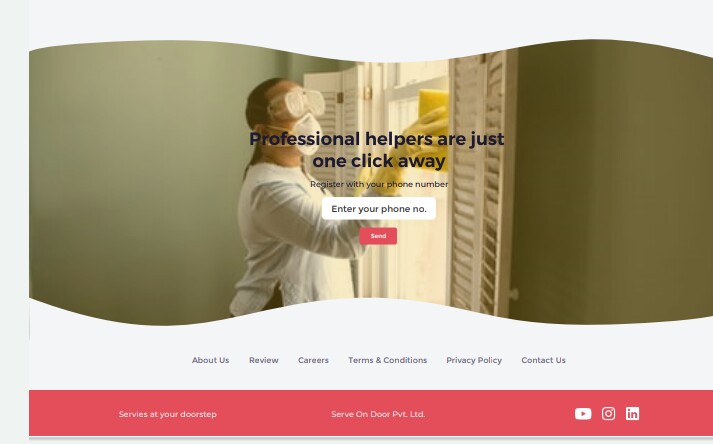 Professional helpers are just
one click away
Register with your phone number
Enter your phone no.
Send
About Us Review Careers Terms & Conditions Privacy Policy Contact Us
Servies at your doorstep Serve On Door Pvt. Ltd.